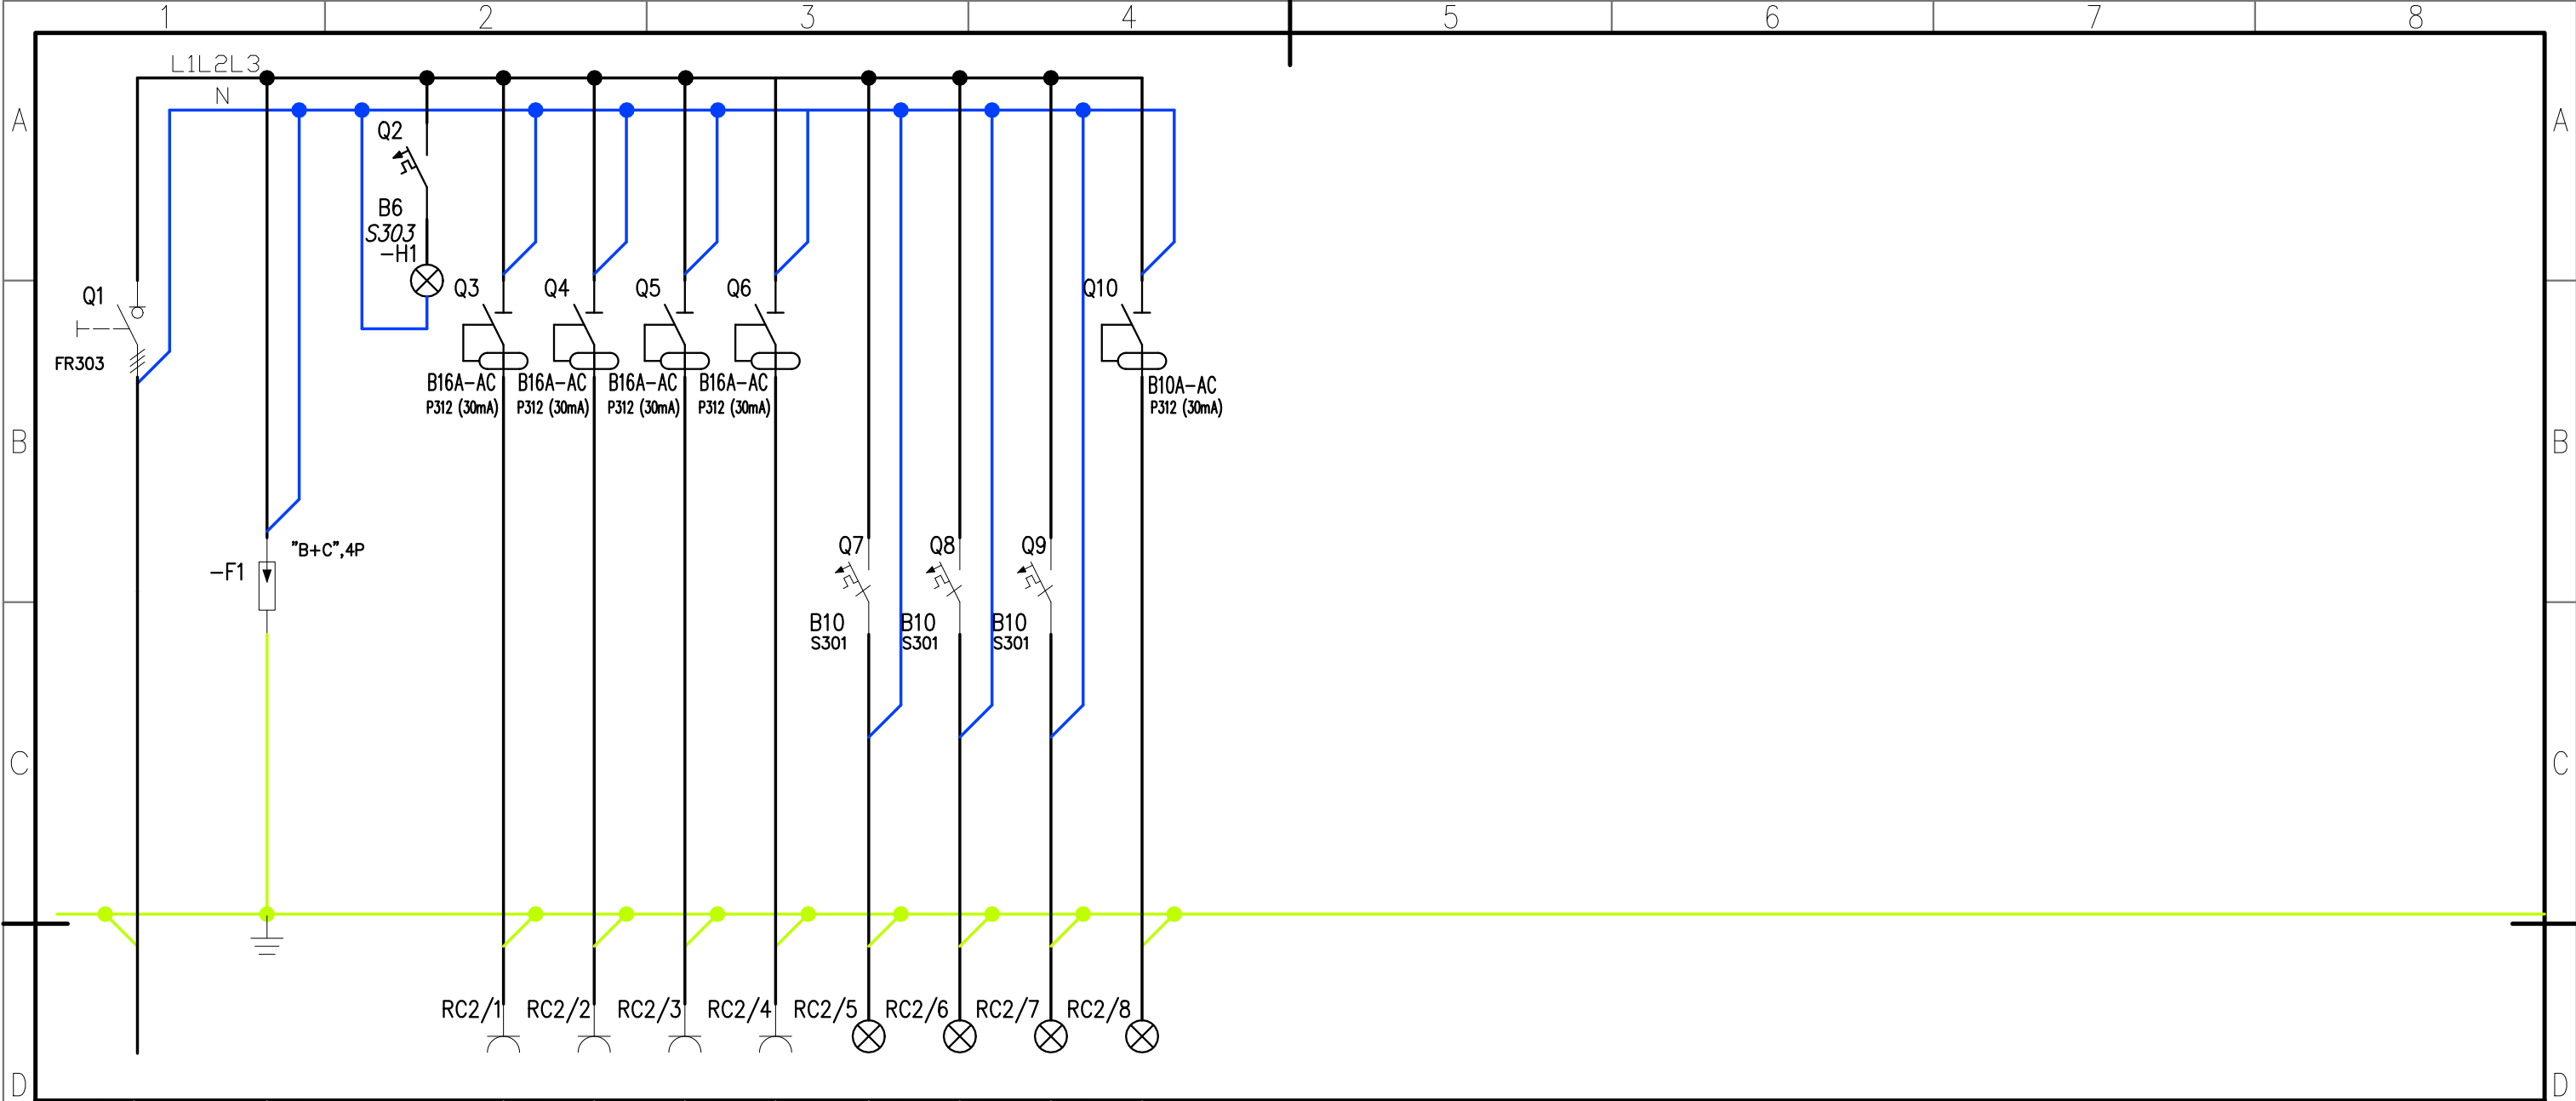 1 2 3 4 5 6 7 8
L1L2L3
N
A A
Q2
B6
S303
-H1
Q1
Q3 Q4 Q5 Q6 Q10
FR303
B16A-AC B16A-AC B16A-AC B16A-AC B10A-AC
P312 (30mA) P312 (30mA) P312 (30mA) P312 (30mA) P312 (30mA)
B B
"B+C",4P
-F1
Q7 Q8 Q9
B10 B10 B10
S301 S301 S301
C C
RC2/1 RC2/2 RC2/3 RC2/4 RC2/5 RC2/6 RC2/7 RC2/8
D D